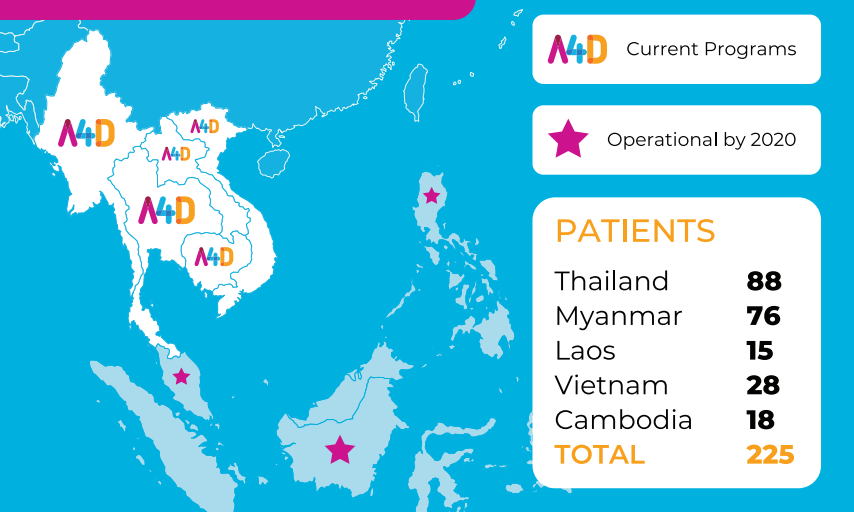 A4D Current Programs
Operational by 2020
A4D
A4D
A4D
A4D
A4D
PATIENTS
Thailand 88
Myanmar 76
Laos 15
Vietnam 28
Cambodia 18
TOTAL 225